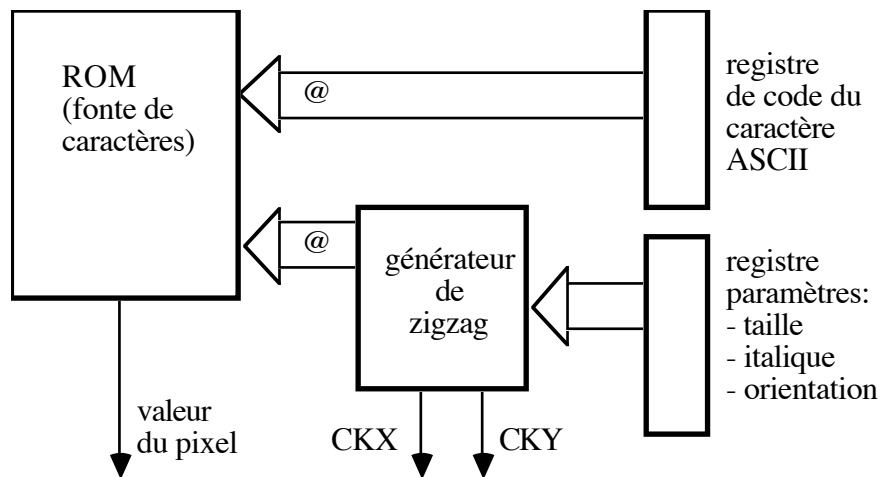 ROM
(fonte de
caractères)
@
registre
de code du
caractère
ASCII
@
générateur
de
zigzag
registre
paramètres:
- taille
- italique
- orientation
valeur
du pixel
CKX
CKY